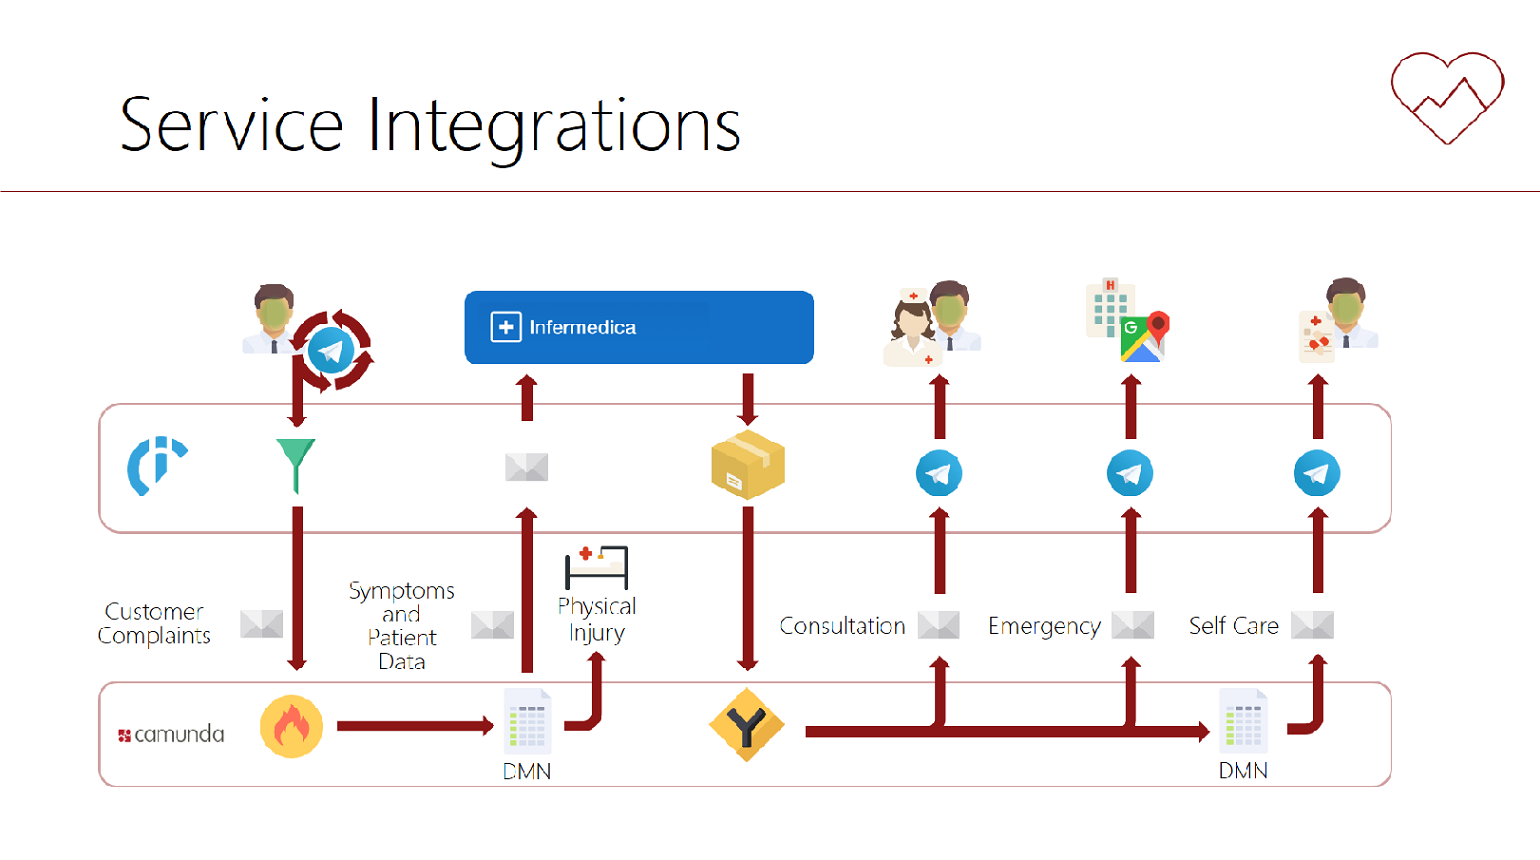 Service Integrations
Infermedica
H
G
Customer
Complaints
Symptoms
and
Patient
Data
Physical
Injury
Consultation
Emergency
Self Care
camunda
DMN
DMN